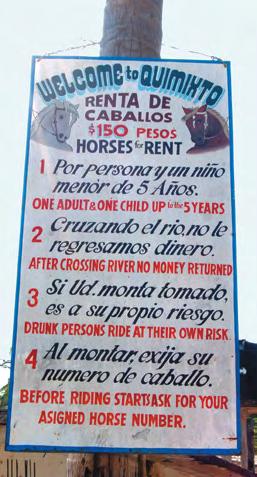 WELCOME to QUIMIXTO
RENTA DE
CABALLOS
$150 PESOS
HORSES for RENT
1 Por persona y un niño
menor de 5 Años.
ONE ADULT & ONE CHILD UP to the 5 YEARS
2 Cruzando el rio, no le
regresamos dinero.
AFTER CROSSING RIVER NO MONEY RETURNED
3 Si Ud. monta tomado,
es a su propio riesgo.
DRUNK PERSONS RIDE AT THEIR OWN RISK.
4 Al montar, exija su
numero de caballo.
BEFORE RIDING STARTS ASK FOR YOUR
ASIGNED HORSE NUMBER.